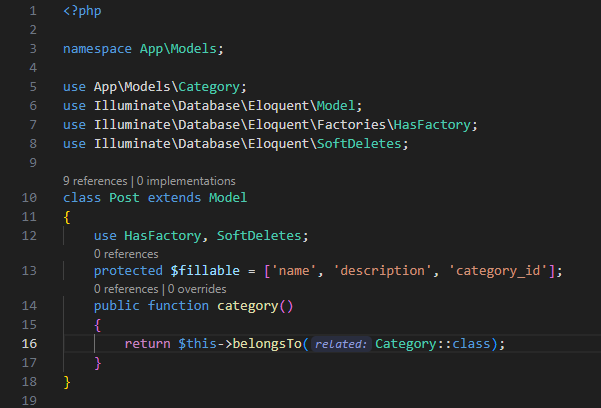 1 <?php
2
3 namespace App\Models;
4
5 use App\Models\Category;
6 use Illuminate\Database\Eloquent\Model;
7 use Illuminate\Database\Eloquent\Factories\HasFactory;
8 use Illuminate\Database\Eloquent\SoftDeletes;
9
9 references | 0 implementations
10 class Post extends Model
11 {
12 use HasFactory, SoftDeletes;
0 references
13 protected $fillable = ['name', 'description', 'category_id'];
0 references | 0 overrides
14 public function category()
15 {
16 return $this->belongsTo(related: Category::class);
17 }
18 }
19